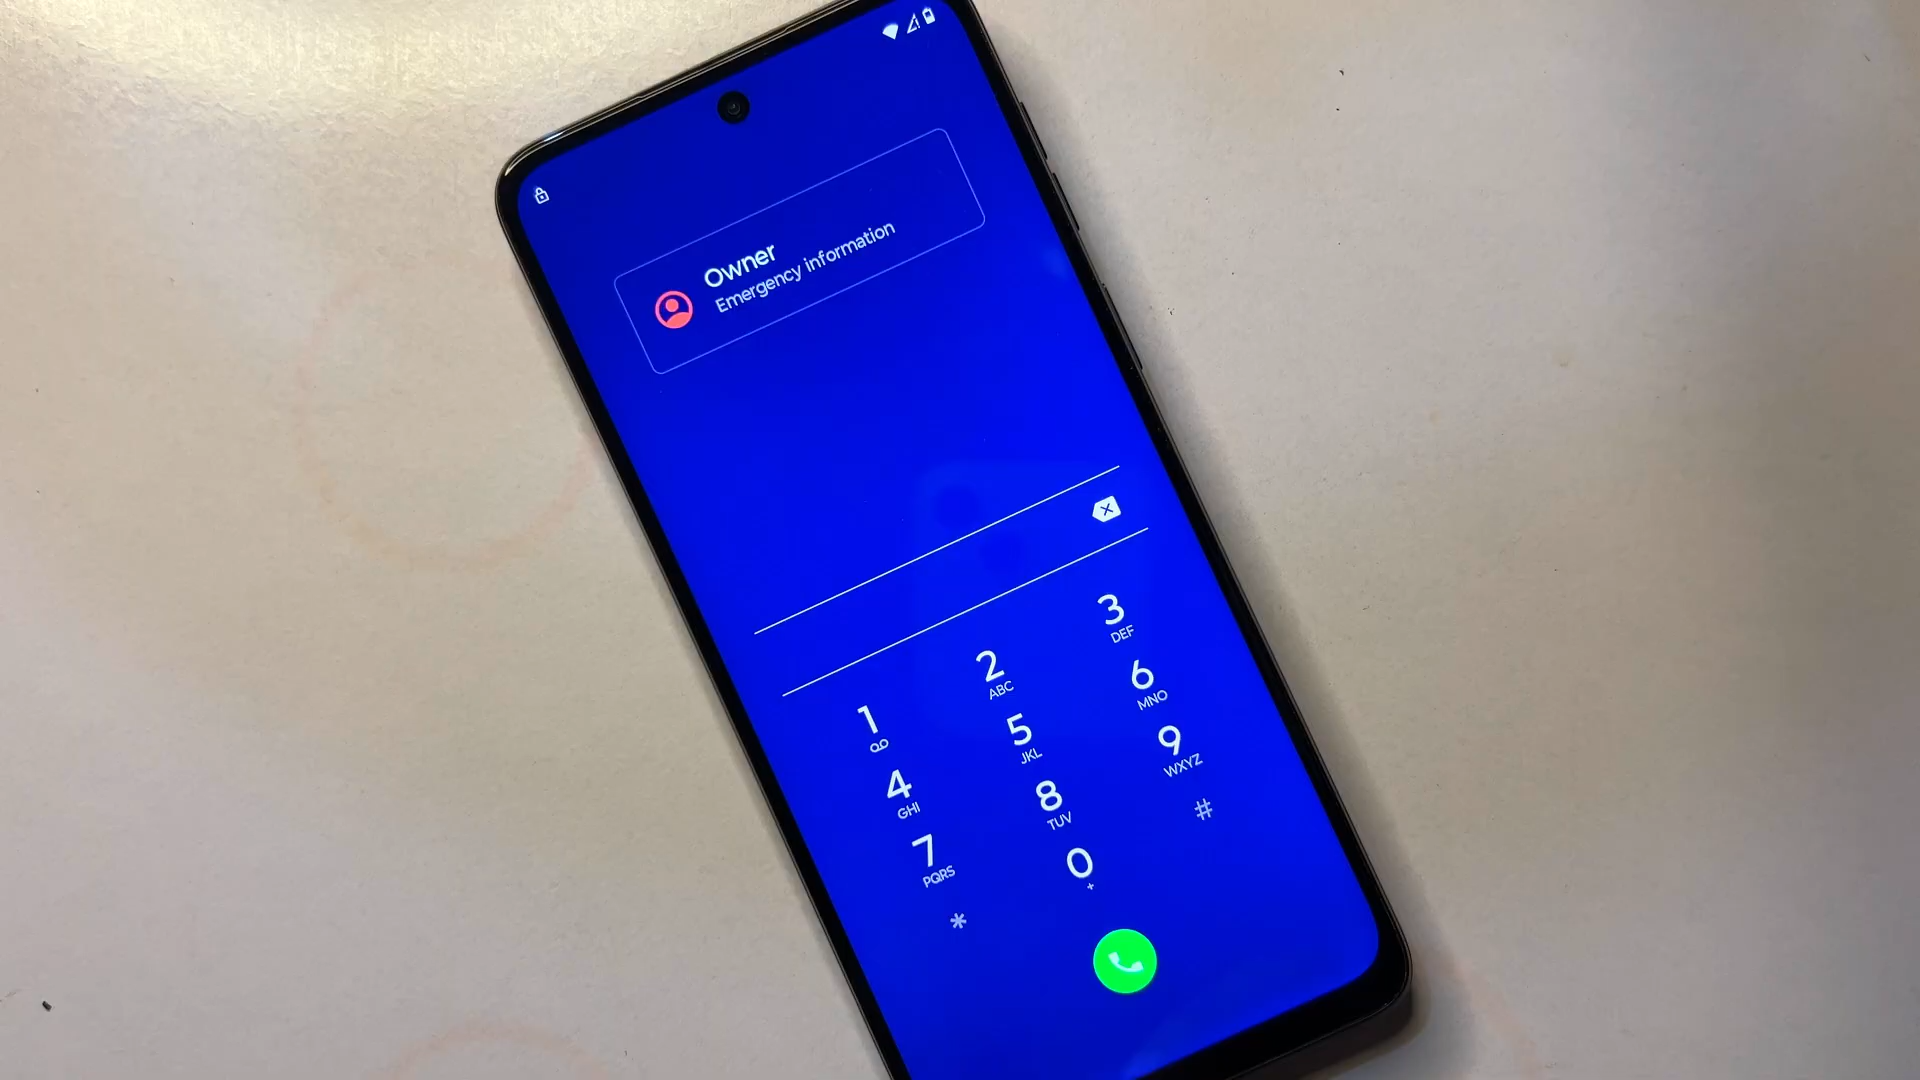 Owner
Emergency information
1 2 ABC 3 DEF
4 GHI 5 JKL 6 MNO
7 PQRS 8 TUV 9 WXYZ
* 0 + #